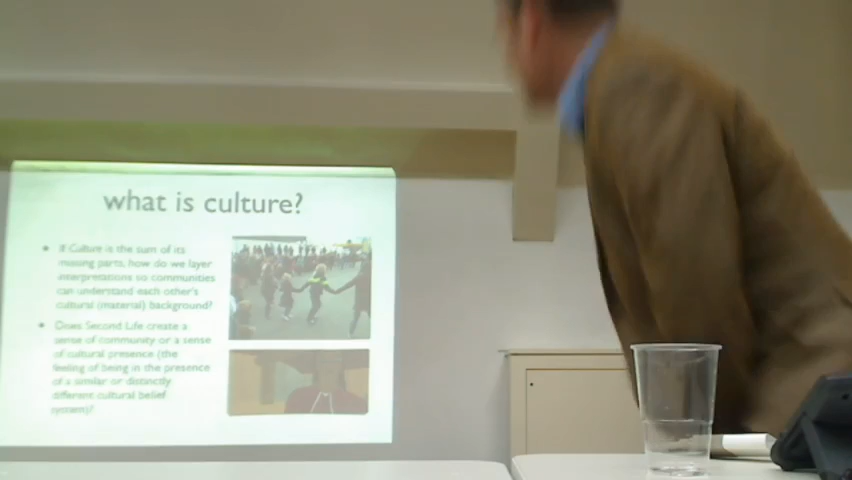 what is culture?
• If Culture is the sum of its
missing parts, how do we layer
interpretations so communities
can understand each other's
cultural (material) background?
• Does Second Life create a
sense of community or a sense
of cultural presence (the
feeling of being in the presence
of a similar or distinctly
different cultural belief
system)?